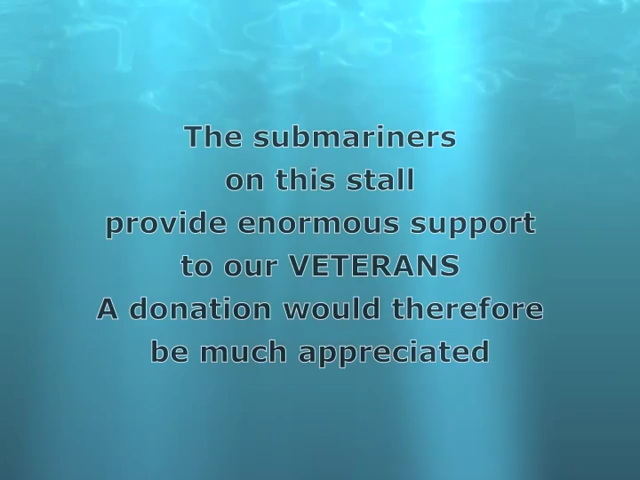 The submariners
on this stall
provide enormous support
to our VETERANS
A donation would therefore
be much appreciated